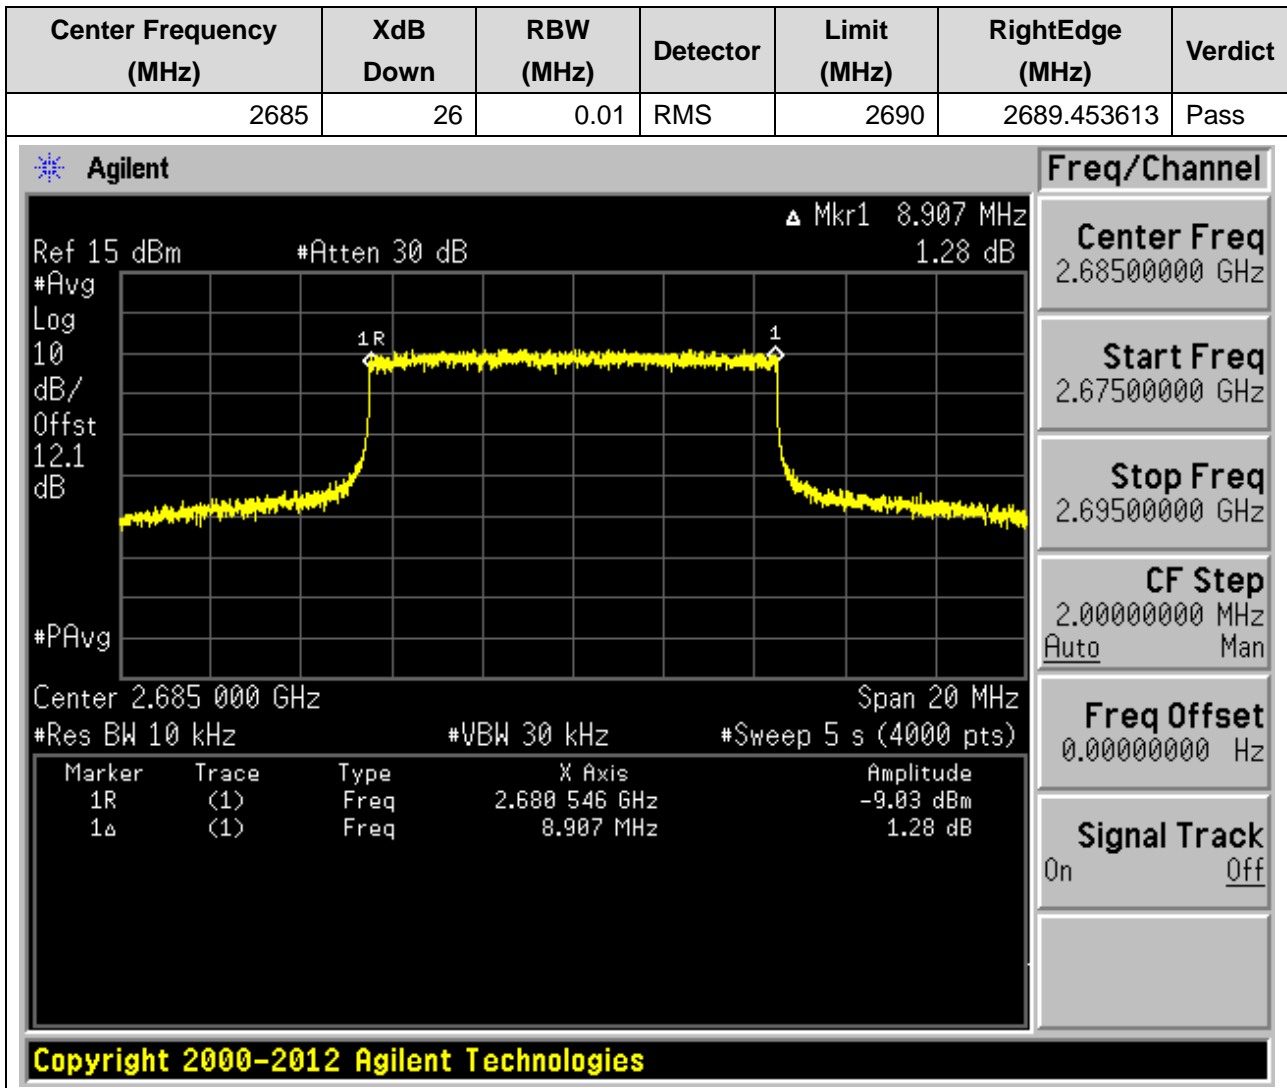 Center Frequency (MHz) XdB Down RBW (MHz) Detector Limit (MHz) RightEdge (MHz) Verdict
2685 26 0.01 RMS 2690 2689.453613 Pass
Agilent
Freq/Channel
Δ Mkr1 8.907 MHz
Ref 15 dBm #Atten 30 dB 1.28 dB
#Avg
Log
10
dB/
Offst
12.1
dB
#PAvg
1R
1
Center 2.685 000 GHz Span 20 MHz
#Res BW 10 kHz #VBW 30 kHz #Sweep 5 s (4000 pts)
Marker Trace Type X Axis Amplitude
1R (1) Freq 2.680 546 GHz -9.03 dBm
1Δ (1) Freq 8.907 MHz 1.28 dB
Center Freq
2.68500000 GHz
Start Freq
2.67500000 GHz
Stop Freq
2.69500000 GHz
CF Step
2.00000000 MHz
Auto Man
Freq Offset
0.00000000 Hz
Signal Track
On Off
Copyright 2000-2012 Agilent Technologies